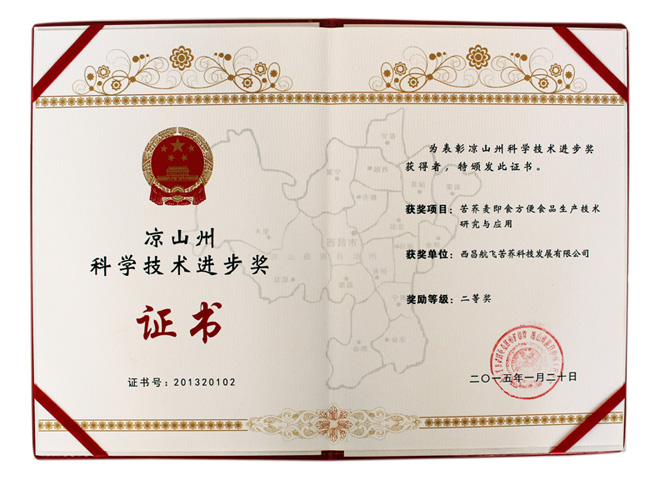 凉山州
科学技术进步奖
证书
证书号：201320102
为表彰凉山州科学技术进步奖
获得者，特颁发此证书。
获奖项目：苦荞麦即食方便食品生产技术
研究与应用
获奖单位：西昌航飞苦荞科技发展有限公司
奖励等级：二等奖
二〇一五年一月二十日
西昌市